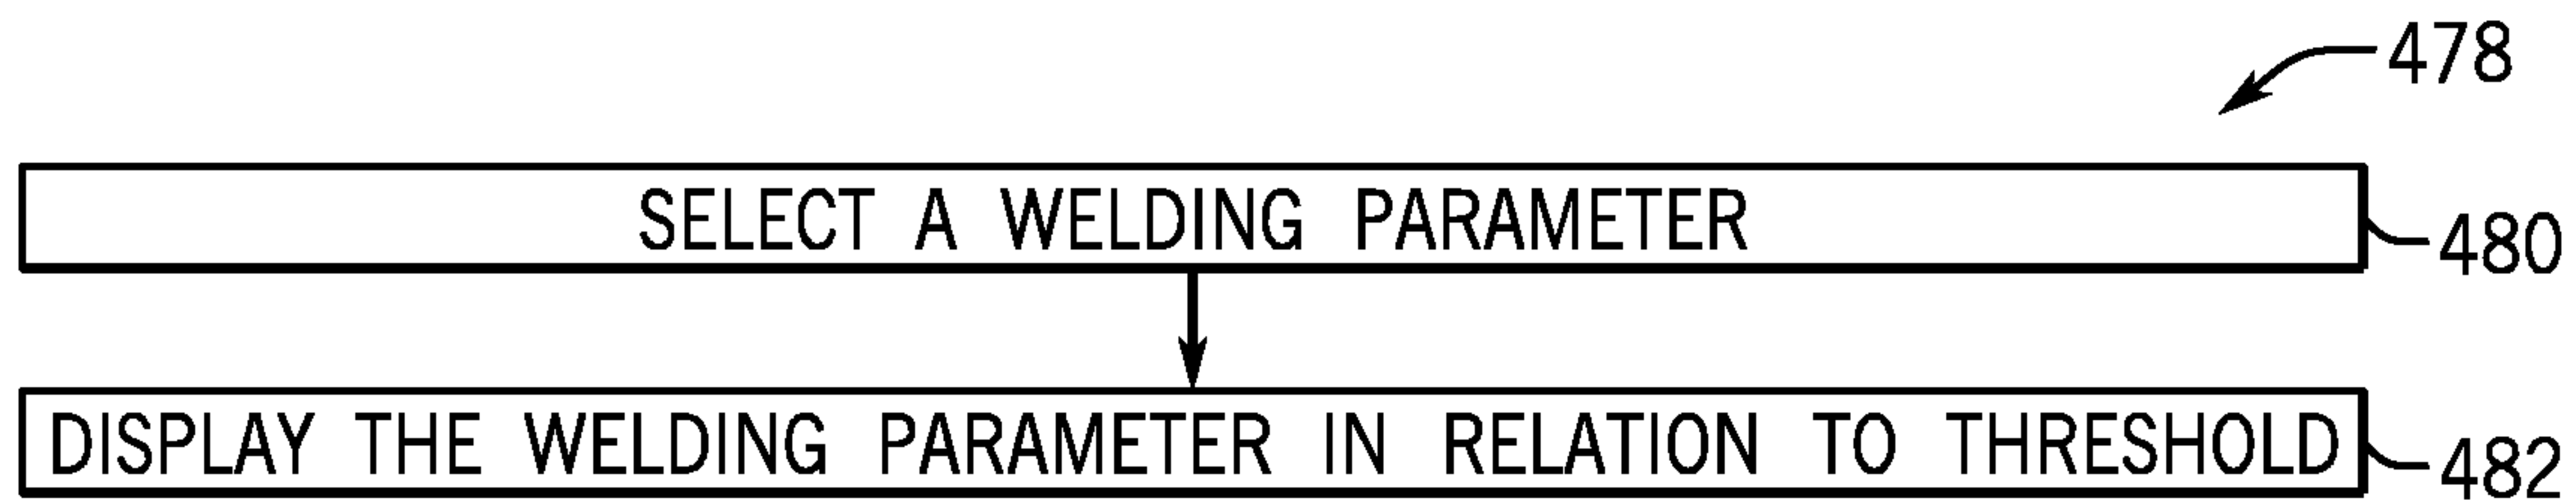 478
SELECT A WELDING PARAMETER
480
DISPLAY THE WELDING PARAMETER IN RELATION TO THRESHOLD
482